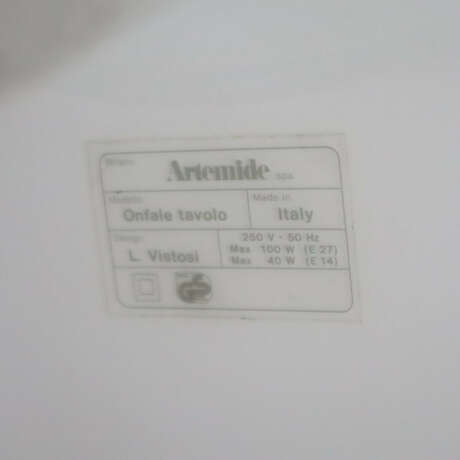 Milano
Artemide spa
Modello
Onfale tavolo
Made in
Italy
Design
L. Vistosi
250 V - 50 Hz
Max 100 W (E 27)
Max 40 W (E 14)